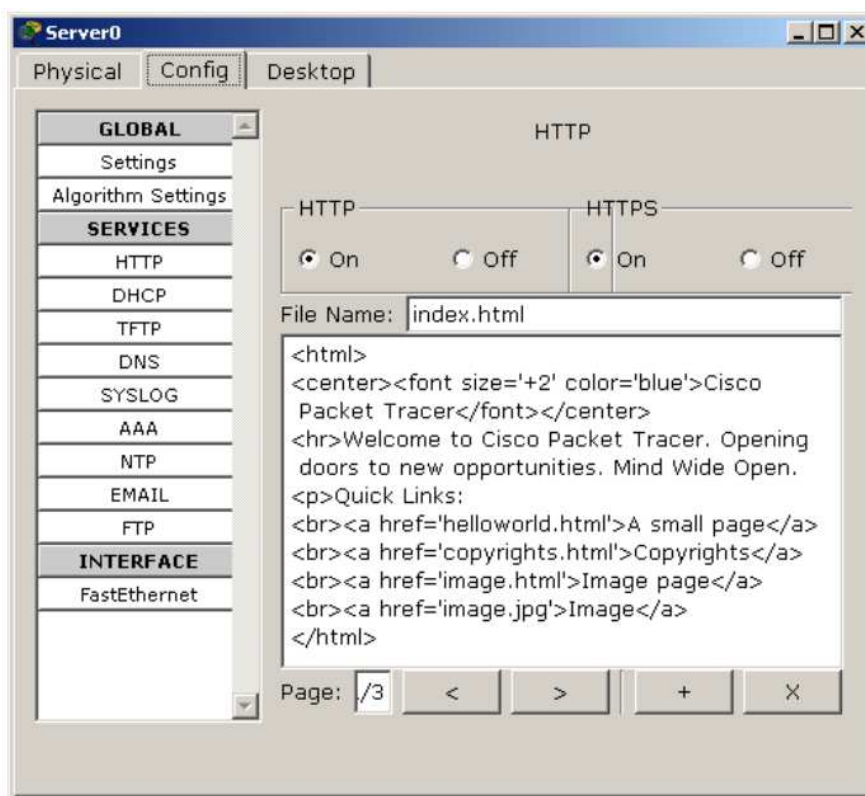 Server0
Physical Config Desktop
GLOBAL
Settings
Algorithm Settings
SERVICES
HTTP
DHCP
TFTP
DNS
SYSLOG
AAA
NTP
EMAIL
FTP
INTERFACE
FastEthernet
HTTP
HTTP HTTPS
On Off On Off
File Name: index.html
<html>
<center><font size='+2' color='blue'>Cisco
Packet Tracer</font></center>
<hr>Welcome to Cisco Packet Tracer. Opening
doors to new opportunities. Mind Wide Open.
<p>Quick Links:
<br><a href='helloworld.html'>A small page</a>
<br><a href='copyrights.html'>Copyrights</a>
<br><a href='image.html'>Image page</a>
<br><a href='image.jpg'>Image</a>
</html>
Page: /3 < > + X